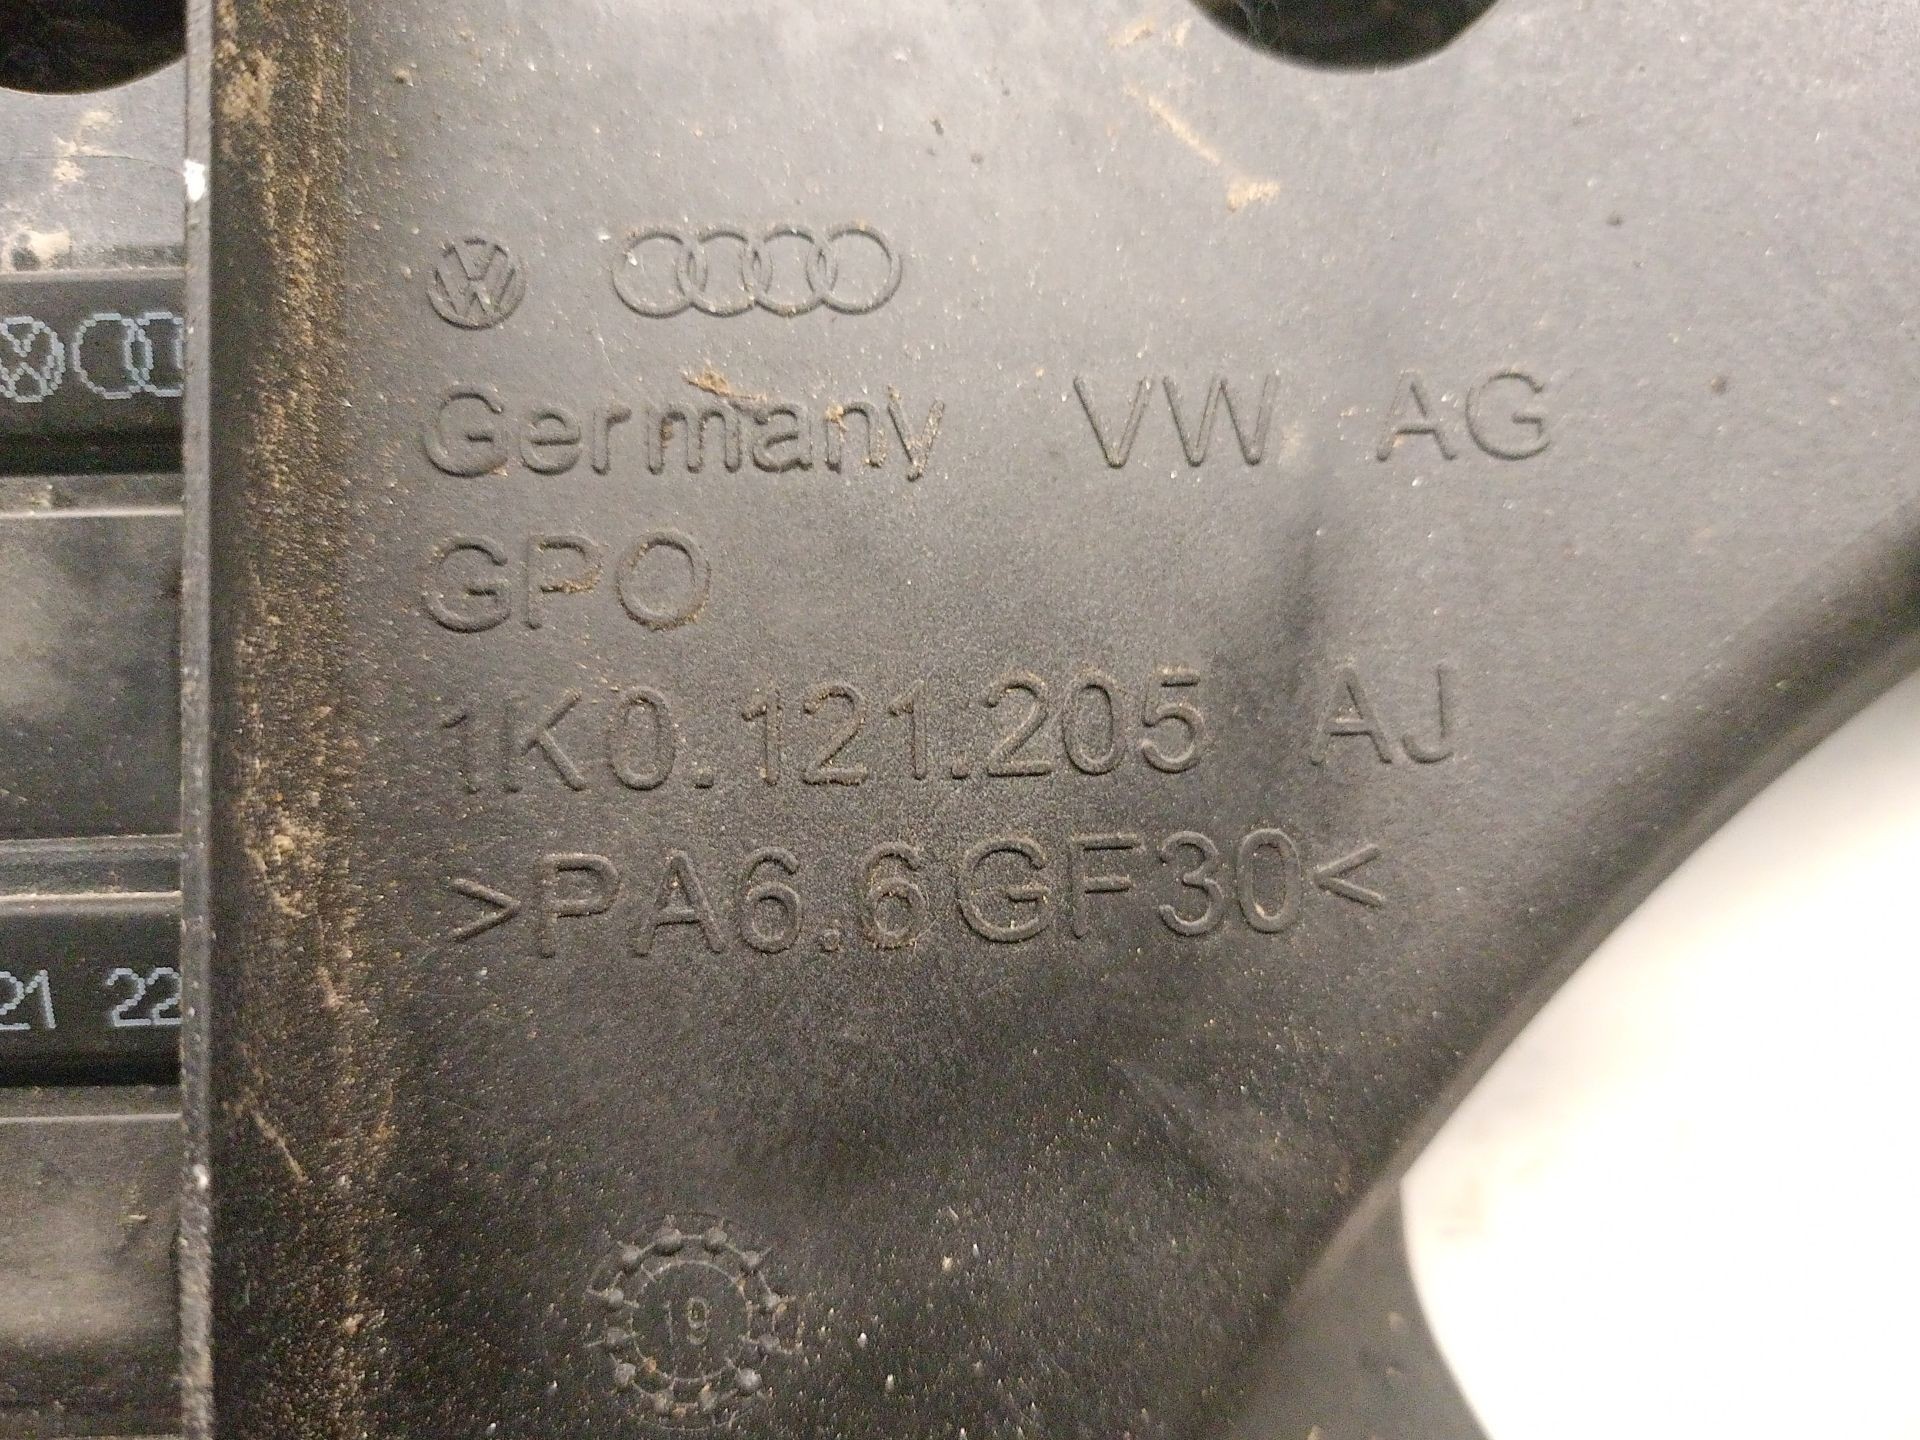 Germany VW AG
GPO
1K0.121.205 AJ
>PA6.6GF30<
21 22
19